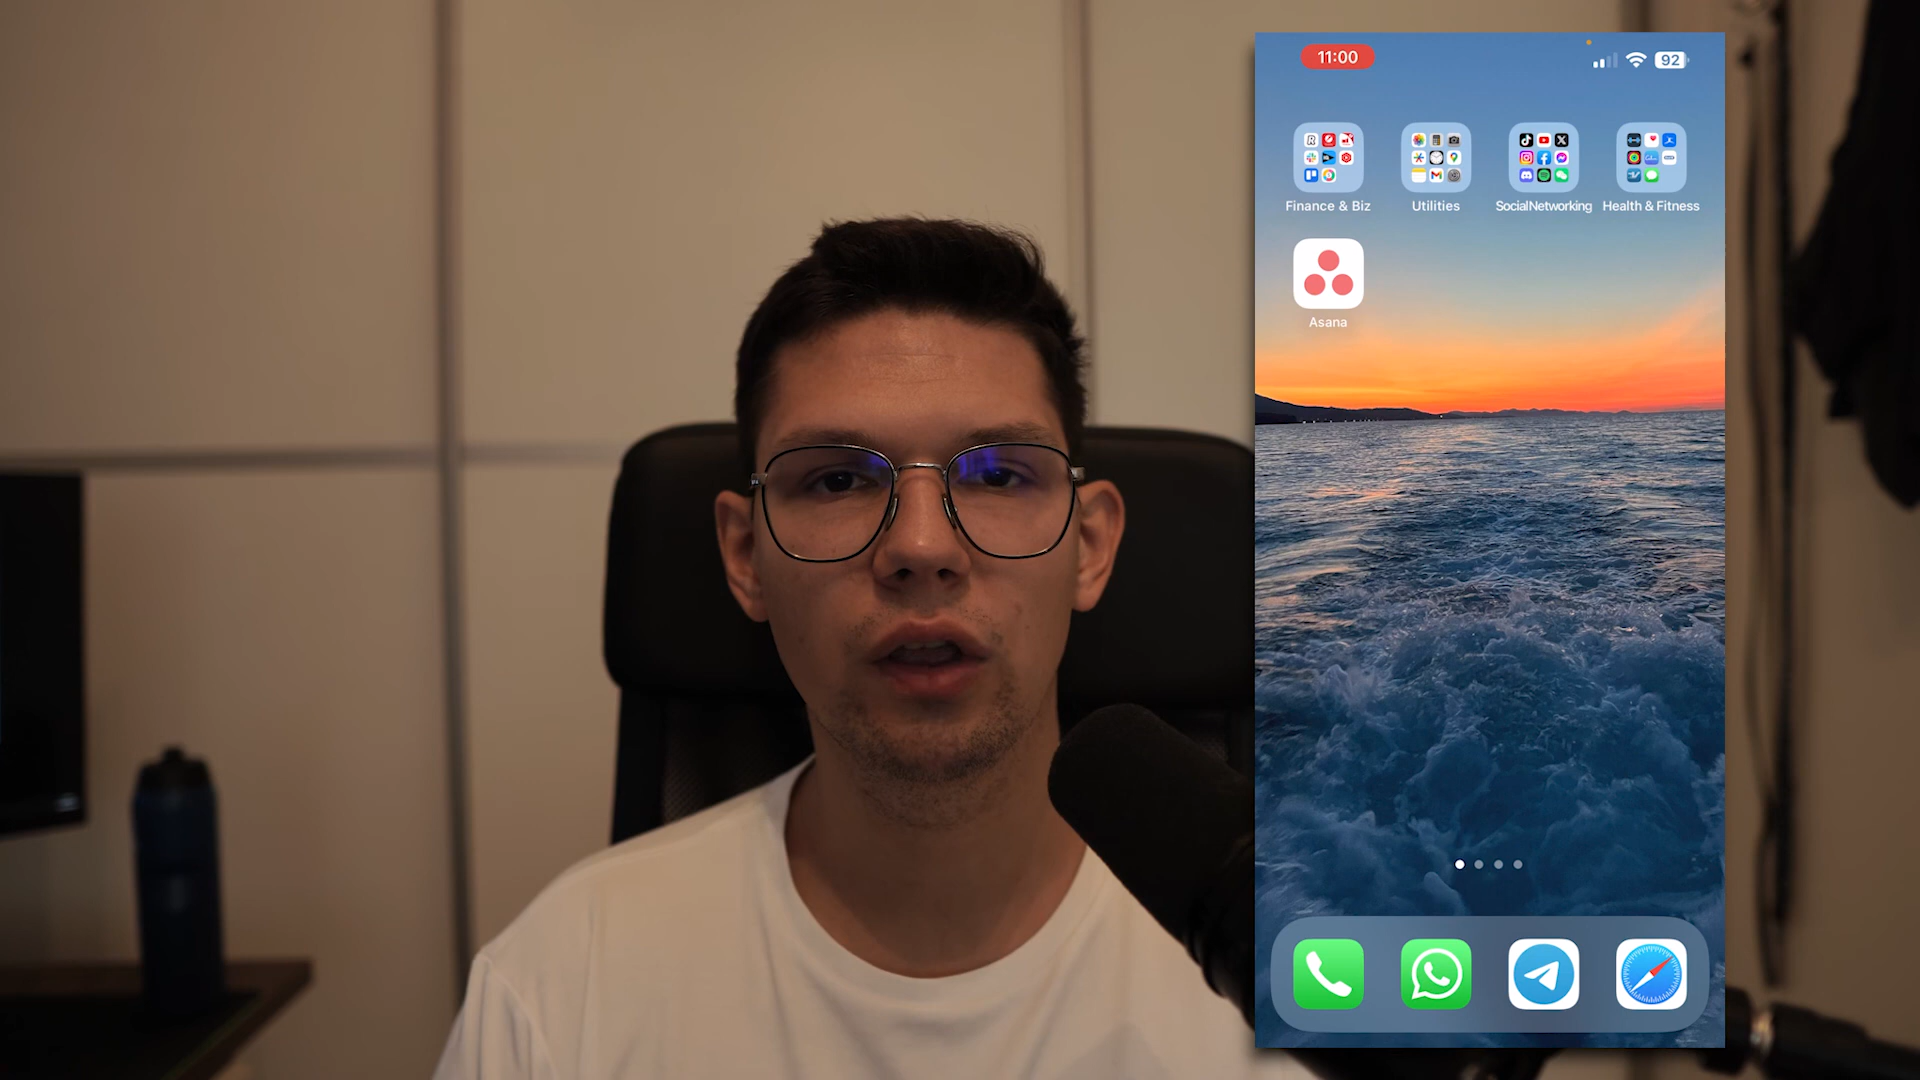 11:00
92
Finance & Biz
Utilities
SocialNetworking
Health & Fitness
Asana